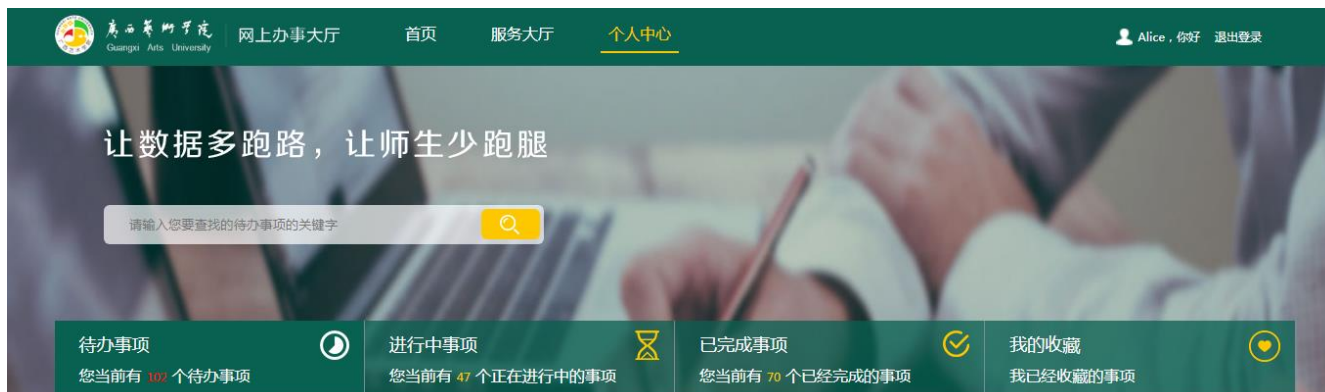 广西艺术学院
Guangxi Arts University
网上办事大厅
首页
服务大厅
个人中心
Alice，你好 退出登录
让数据多跑路，让师生少跑腿
请输入您要查找的待办事项的关键字
待办事项
您当前有 102 个待办事项
进行中事项
您当前有 47 个正在进行中的事项
已完成事项
您当前有 70 个已经完成的事项
我的收藏
我已经收藏的事项